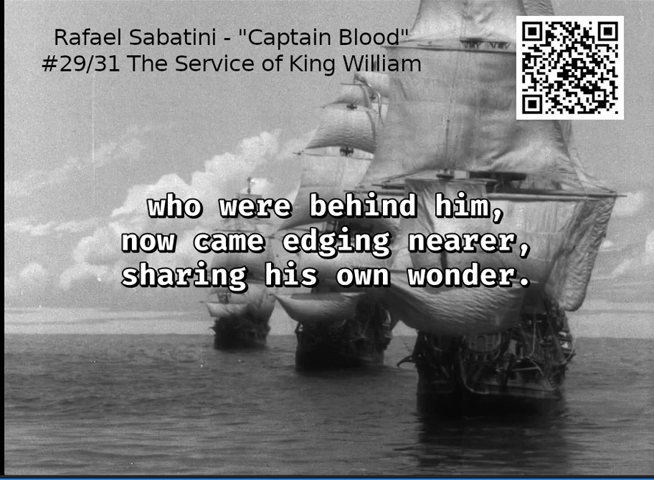 Rafael Sabatini - "Captain Blood"
#29/31 The Service of King William
who were behind him,
now came edging nearer,
sharing his own wonder.